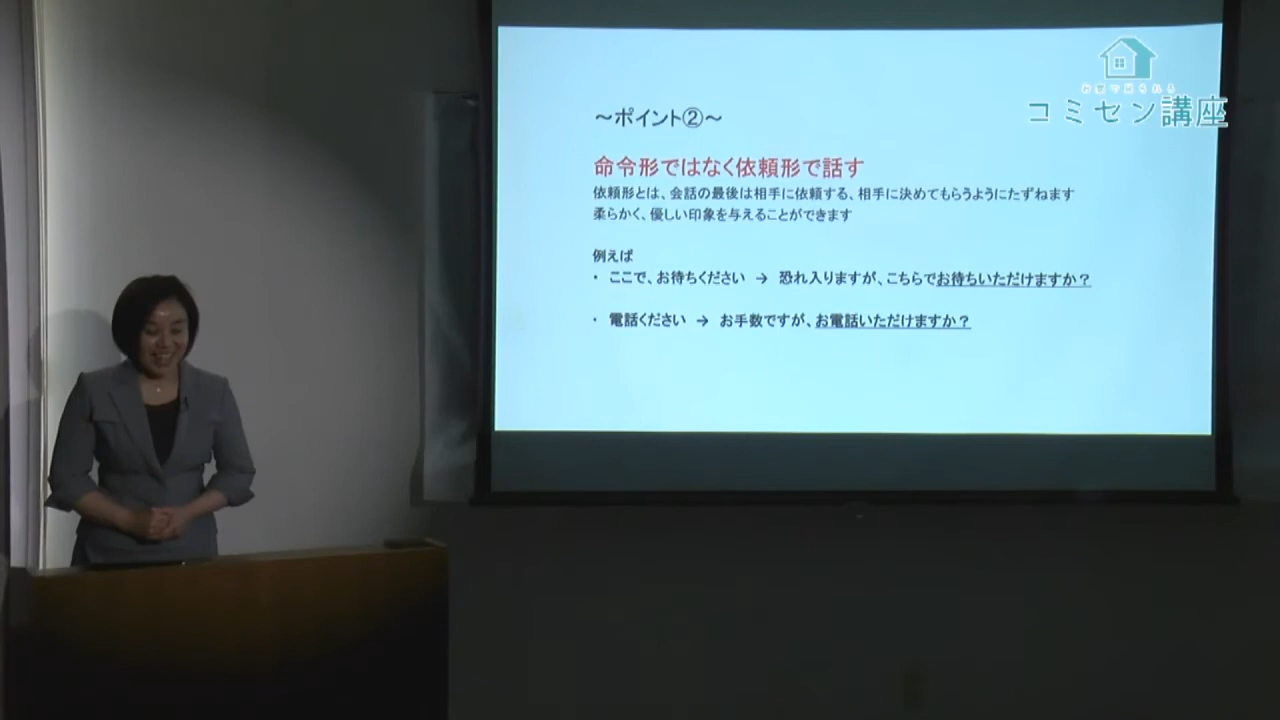 お家で見られる
コミセン講座
～ポイント②～
命令形ではなく依頼形で話す
依頼形とは、会話の最後は相手に依頼する、相手に決めてもらうようにたずねます
柔らかく、優しい印象を与えることができます
例えば
・ ここで、お待ちください → 恐れ入りますが、こちらでお待ちいただけますか？
・ 電話ください → お手数ですが、お電話いただけますか？